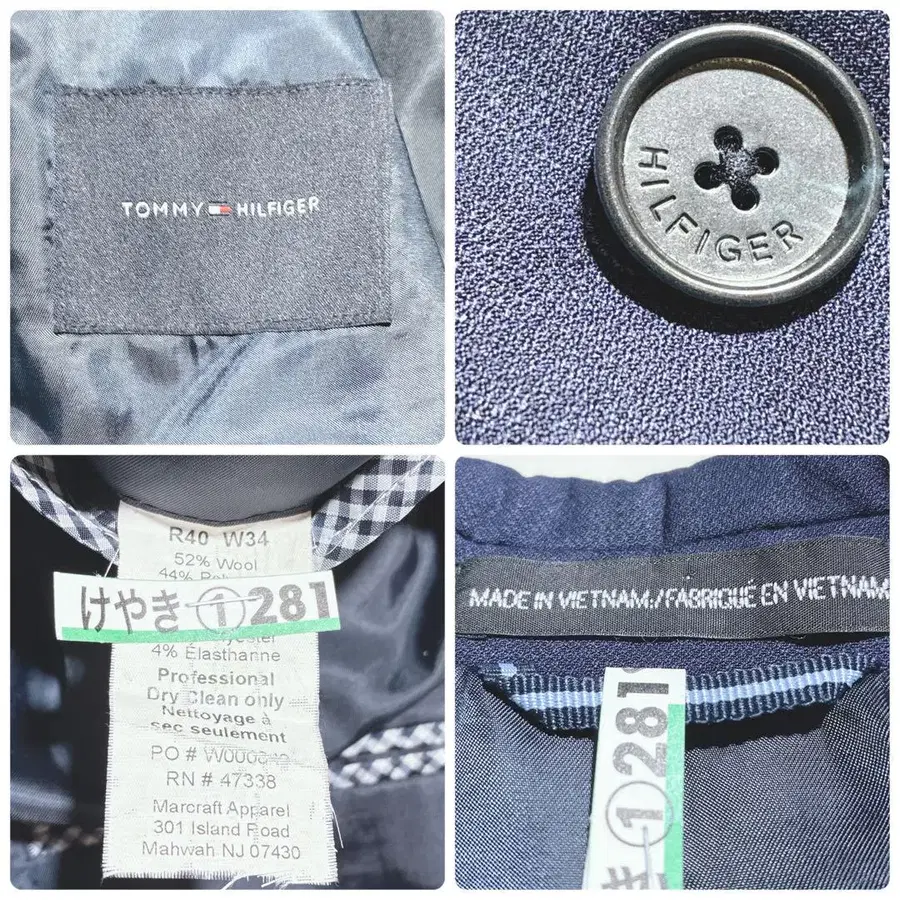 TOMMY HILFIGER
HILFIGER
R40 W34
52% Wool
けやき ① 281
4% Élasthanne
Professional
Dry Clean only
Nettoyage à
sec seulement
PO #
RN # 47338
Marcraft Apparel
301 Island Road
Mahwah NJ 07430
MADE IN VIETNAM./FABRIQUÉ EN VIETNAM
① 281